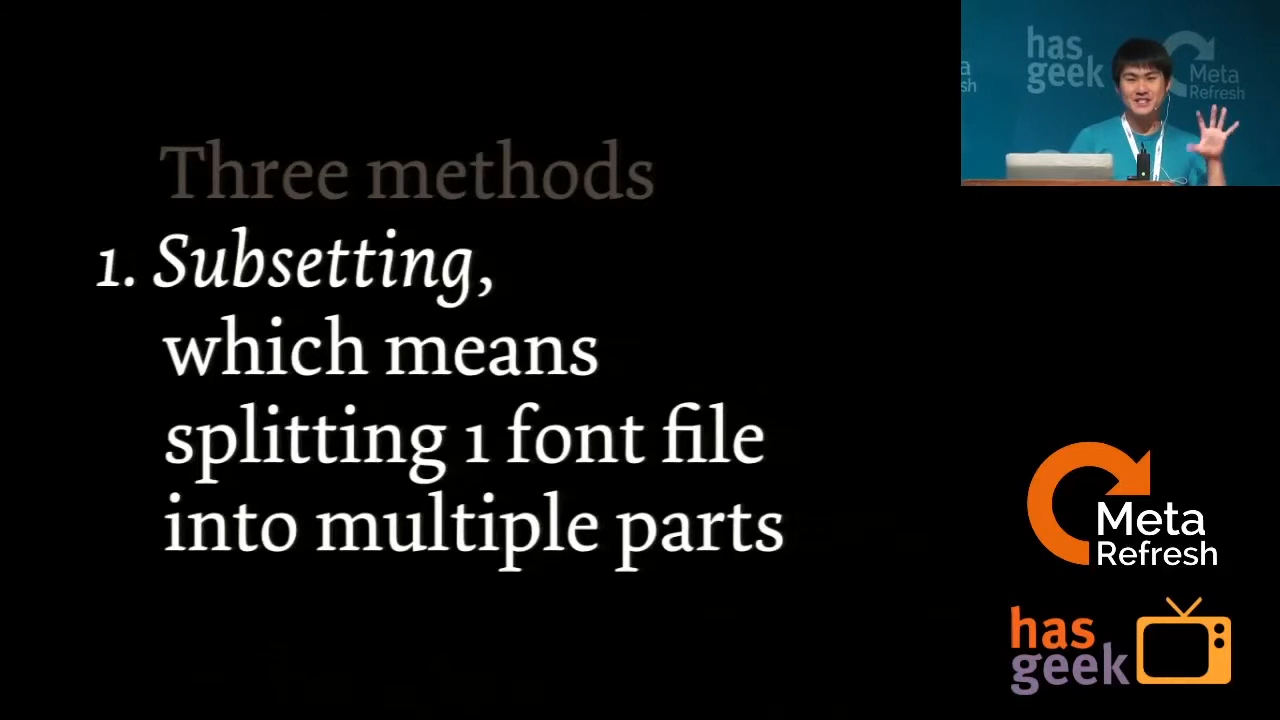 Three methods
1. Subsetting,
which means
splitting 1 font file
into multiple parts
has
geek
Meta
Refresh
a
sh
Meta
Refresh
has
geek